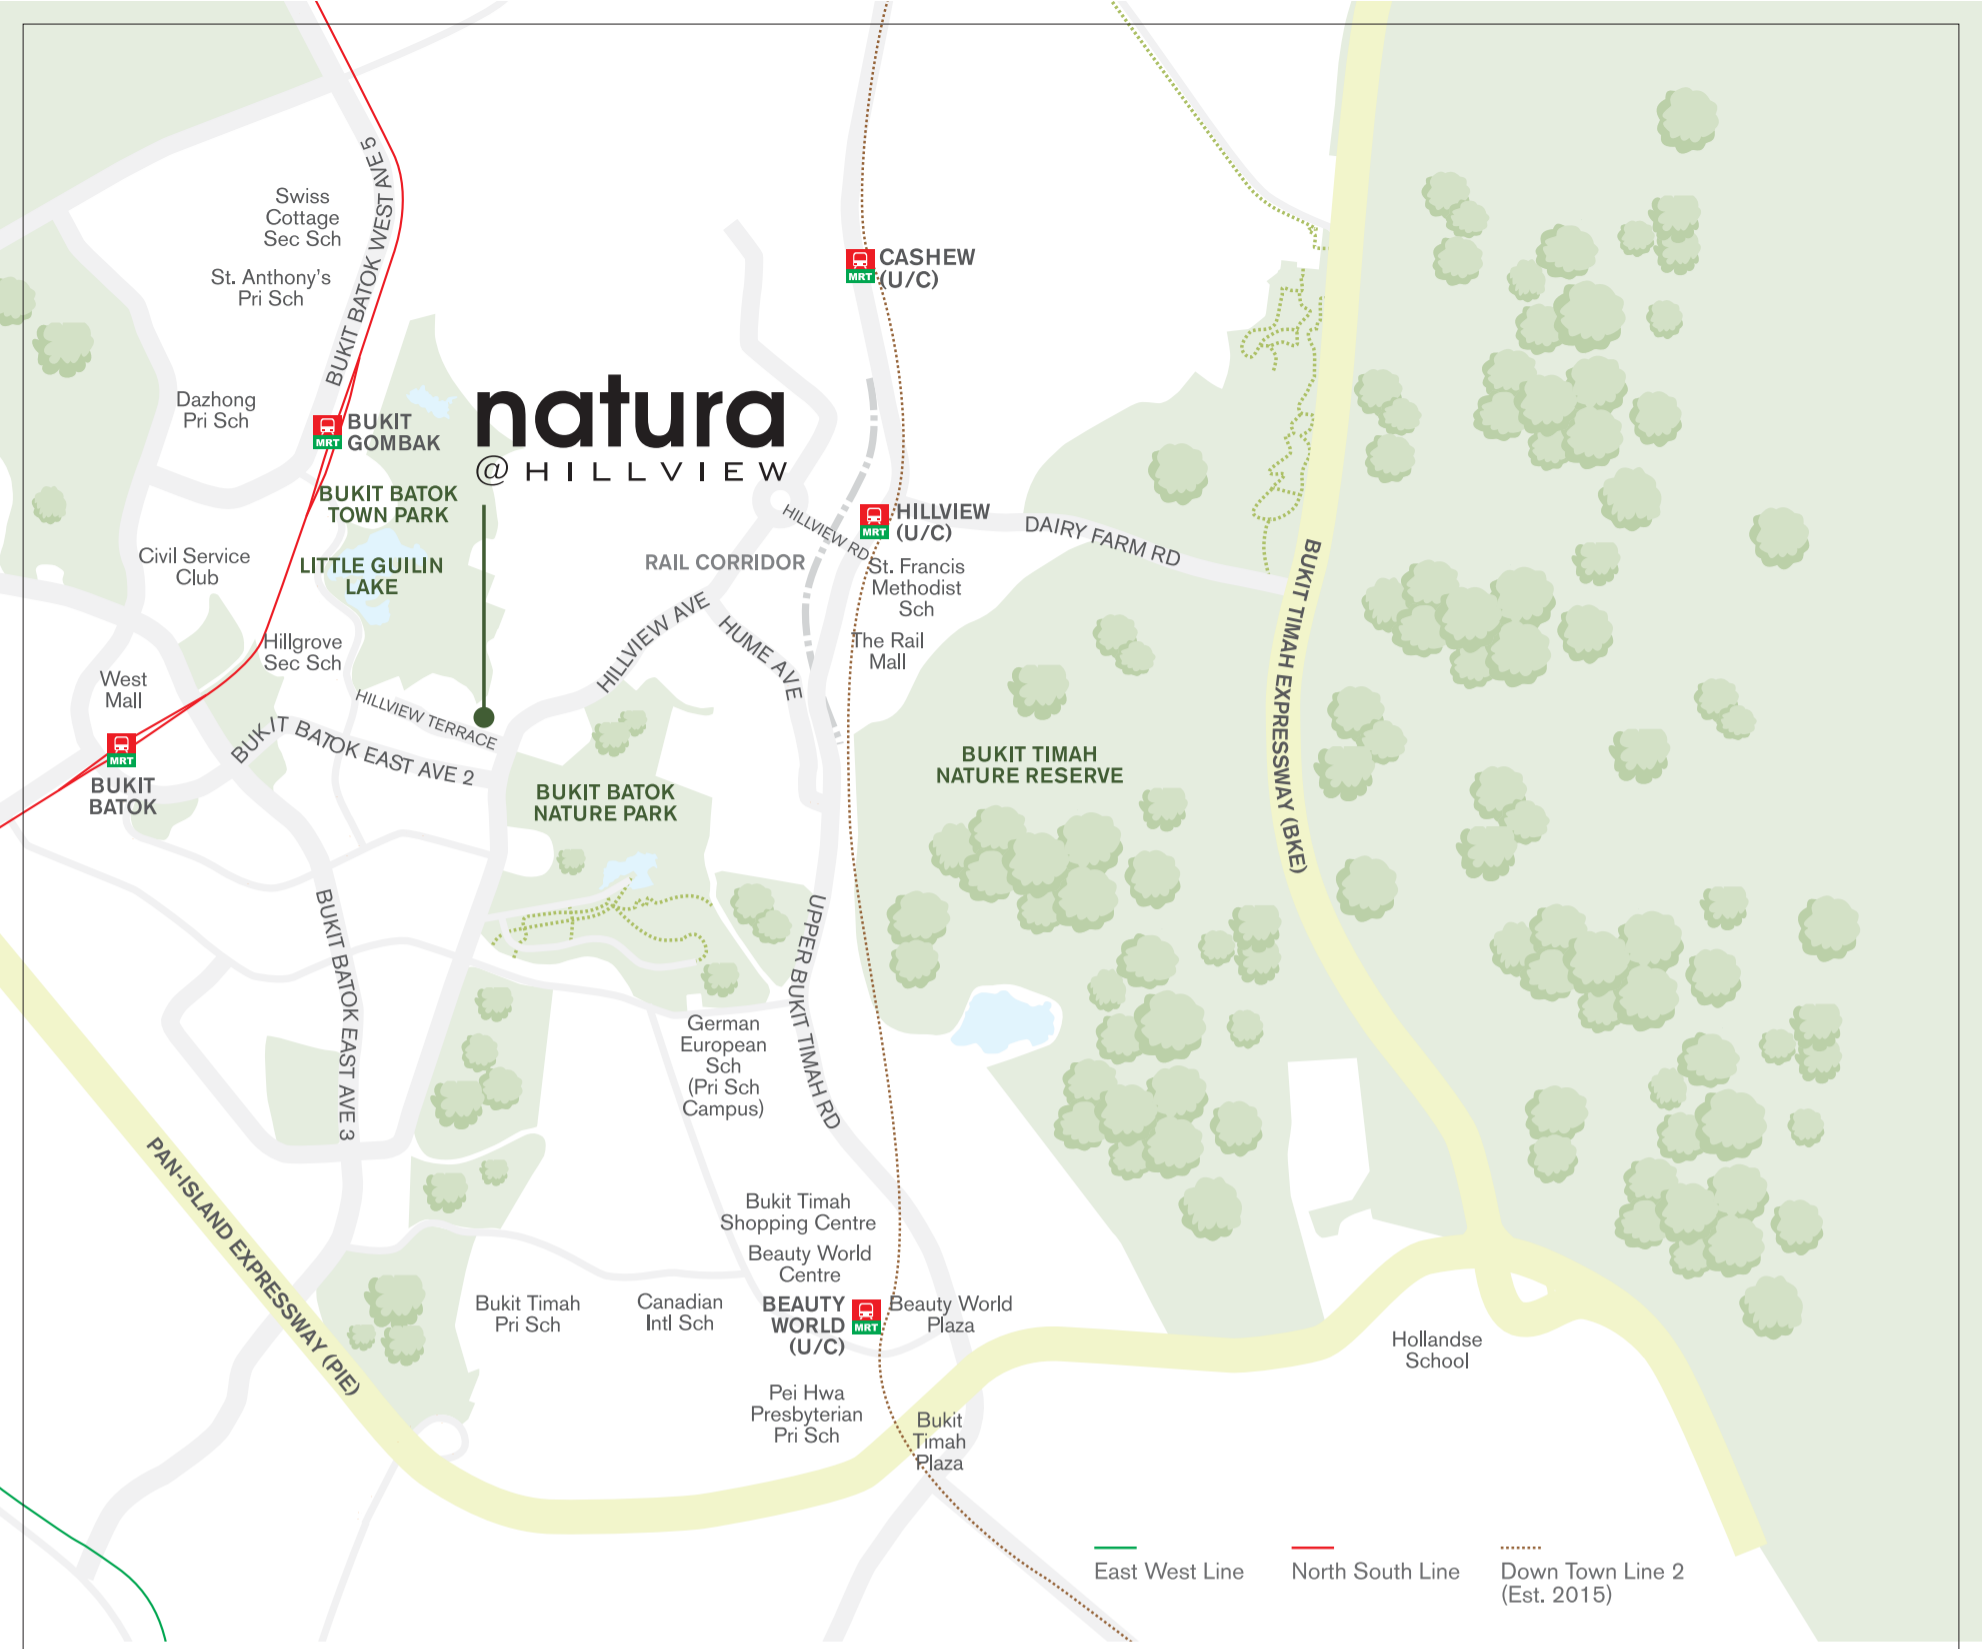 BUKIT BATOK WEST AVE 5
Swiss
Cottage
Sec Sch
St. Anthony's
Pri Sch
MRT
CASHEW
(U/C)
Dazhong
Pri Sch
MRT
BUKIT
GOMBAK
natura
@HILLVIEW
BUKIT BATOK
TOWN PARK
HILLVIEW RD
MRT
HILLVIEW
(U/C)
DAIRY FARM RD
Civil Service
Club
LITTLE GUILIN
LAKE
RAIL CORRIDOR
St. Francis
Methodist
Sch
The Rail
Mall
BUKIT TIMAH EXPRESSWAY (BKE)
Hillgrove
Sec Sch
HILLVIEW AVE
HUME AVE
West
Mall
HILLVIEW TERRACE
BUKIT BATOK EAST AVE 2
MRT
BUKIT
BATOK
BUKIT BATOK
NATURE PARK
BUKIT TIMAH
NATURE RESERVE
BUKIT BATOK EAST AVE 3
UPPER BUKIT TIMAH RD
German
European
Sch
(Pri Sch
Campus)
PAN-ISLAND EXPRESSWAY (PIE)
Bukit Timah
Shopping Centre
Beauty World
Centre
Bukit Timah
Pri Sch
Canadian
Intl Sch
BEAUTY
WORLD
(U/C)
MRT
Beauty World
Plaza
Hollandse
School
Pei Hwa
Presbyterian
Pri Sch
Bukit
Timah
Plaza
East West Line
North South Line
Down Town Line 2
(Est. 2015)